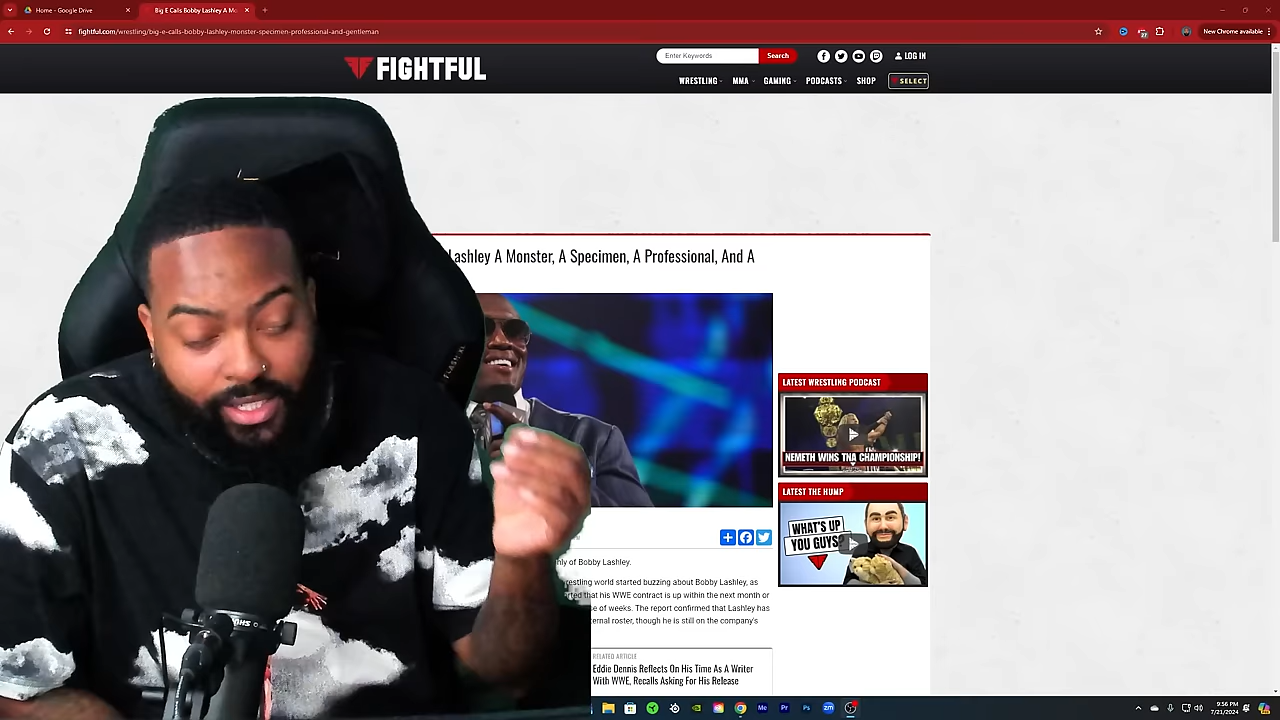 Home - Google Drive
Big E Calls Bobby Lashley A Mo
New Chrome available
fightful.com/wrestling/big-e-calls-bobby-lashley-monster-specimen-professional-and-gentleman
FIGHTFUL
Enter Keywords
Search
LOG IN
WRESTLING
MMA
GAMING
PODCASTS
SHOP
SELECT
Lashley A Monster, A Specimen, A Professional, And A
LATEST WRESTLING PODCAST
NEMETH WINS TNA CHAMPIONSHIP!
LATEST THE HUMP
WHAT'S UP
YOU GUYS?
of Bobby Lashley.
world started buzzing about Bobby Lashley, as
that his WWE contract is up within the next month or
of weeks. The report confirmed that Lashley has
roster, though he is still on the company's
RELATED ARTICLE
Eddie Dennis Reflects On His Time As A Writer
With WWE, Recalls Asking For His Release
SHURE
9:56 PM
7/21/2024